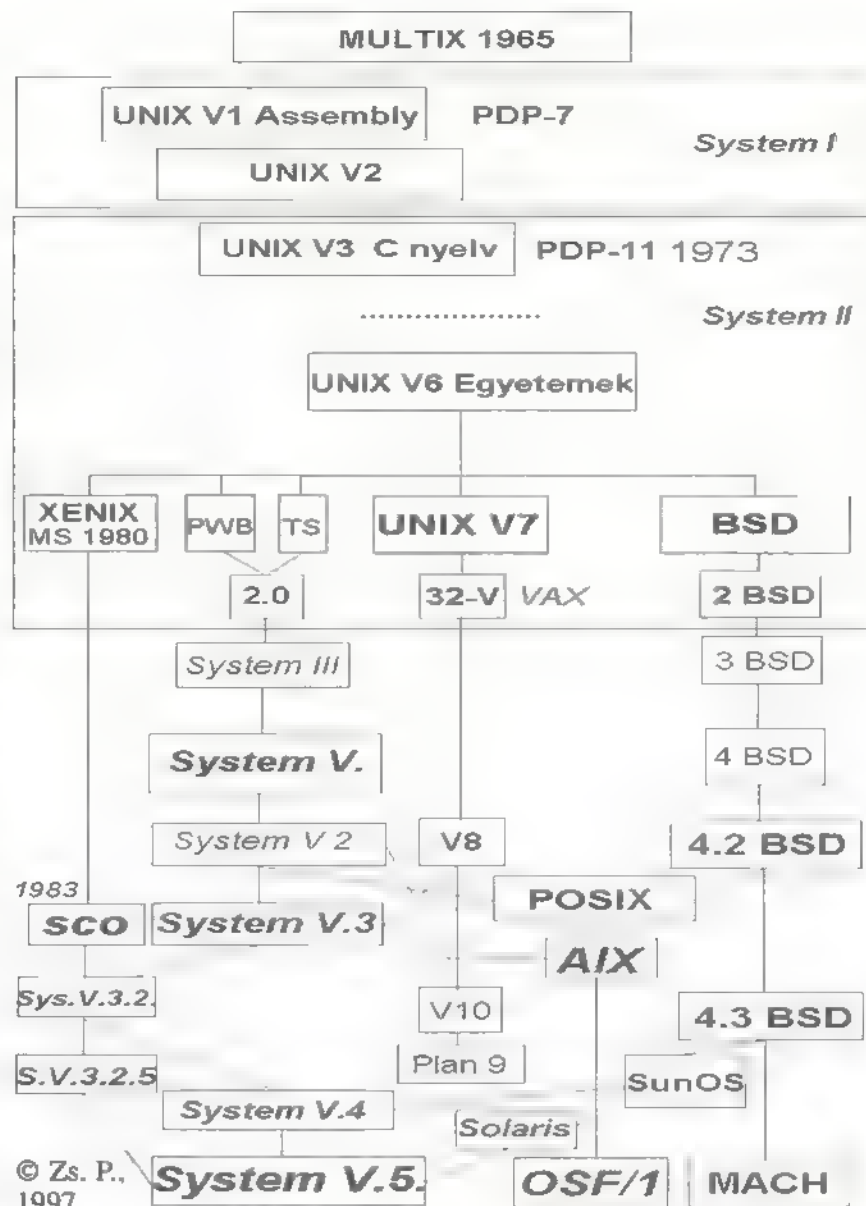 MULTIX 1965
UNIX V1 Assembly PDP-7
System I
UNIX V2
UNIX V3 C nyelv PDP-11 1973
System II
UNIX V6 Egyetemek
XENIX
MS 1980
PWB
TS
UNIX V7
BSD
2.0
32-V VAX
2 BSD
System III
3 BSD
System V.
4 BSD
System V 2
V8
4.2 BSD
1983
SCO
System V.3
POSIX
AIX
Sys.V.3.2.
V10
4.3 BSD
S.V.3.2.5
Plan 9
SunOS
System V.4
Solaris
© Zs. P.,
1997
System V.5.
OSF/1
MACH